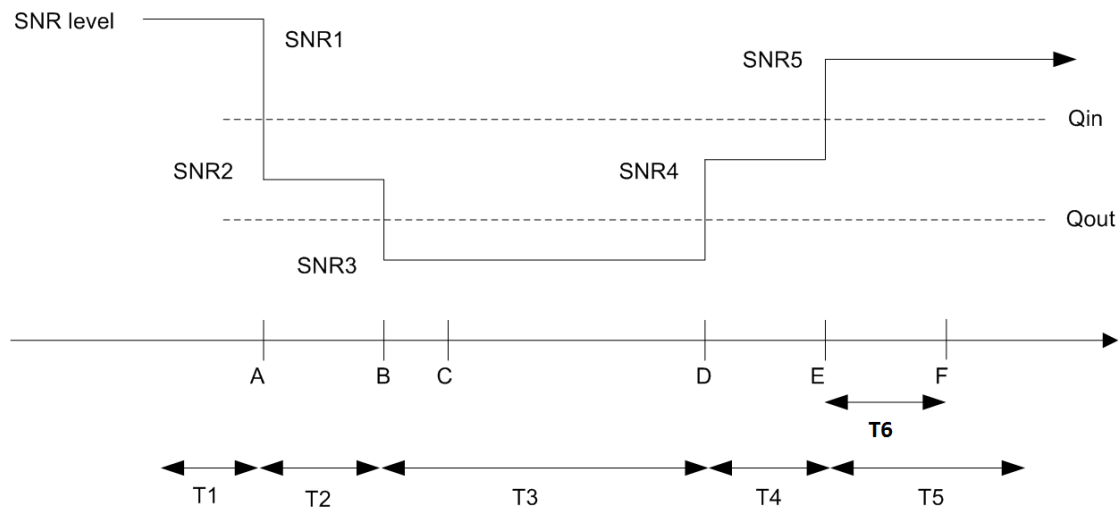 SNR level
SNR1
SNR5
Qin
SNR2
SNR4
Qout
SNR3
A B C D E F
T6
T1 T2 T3 T4 T5